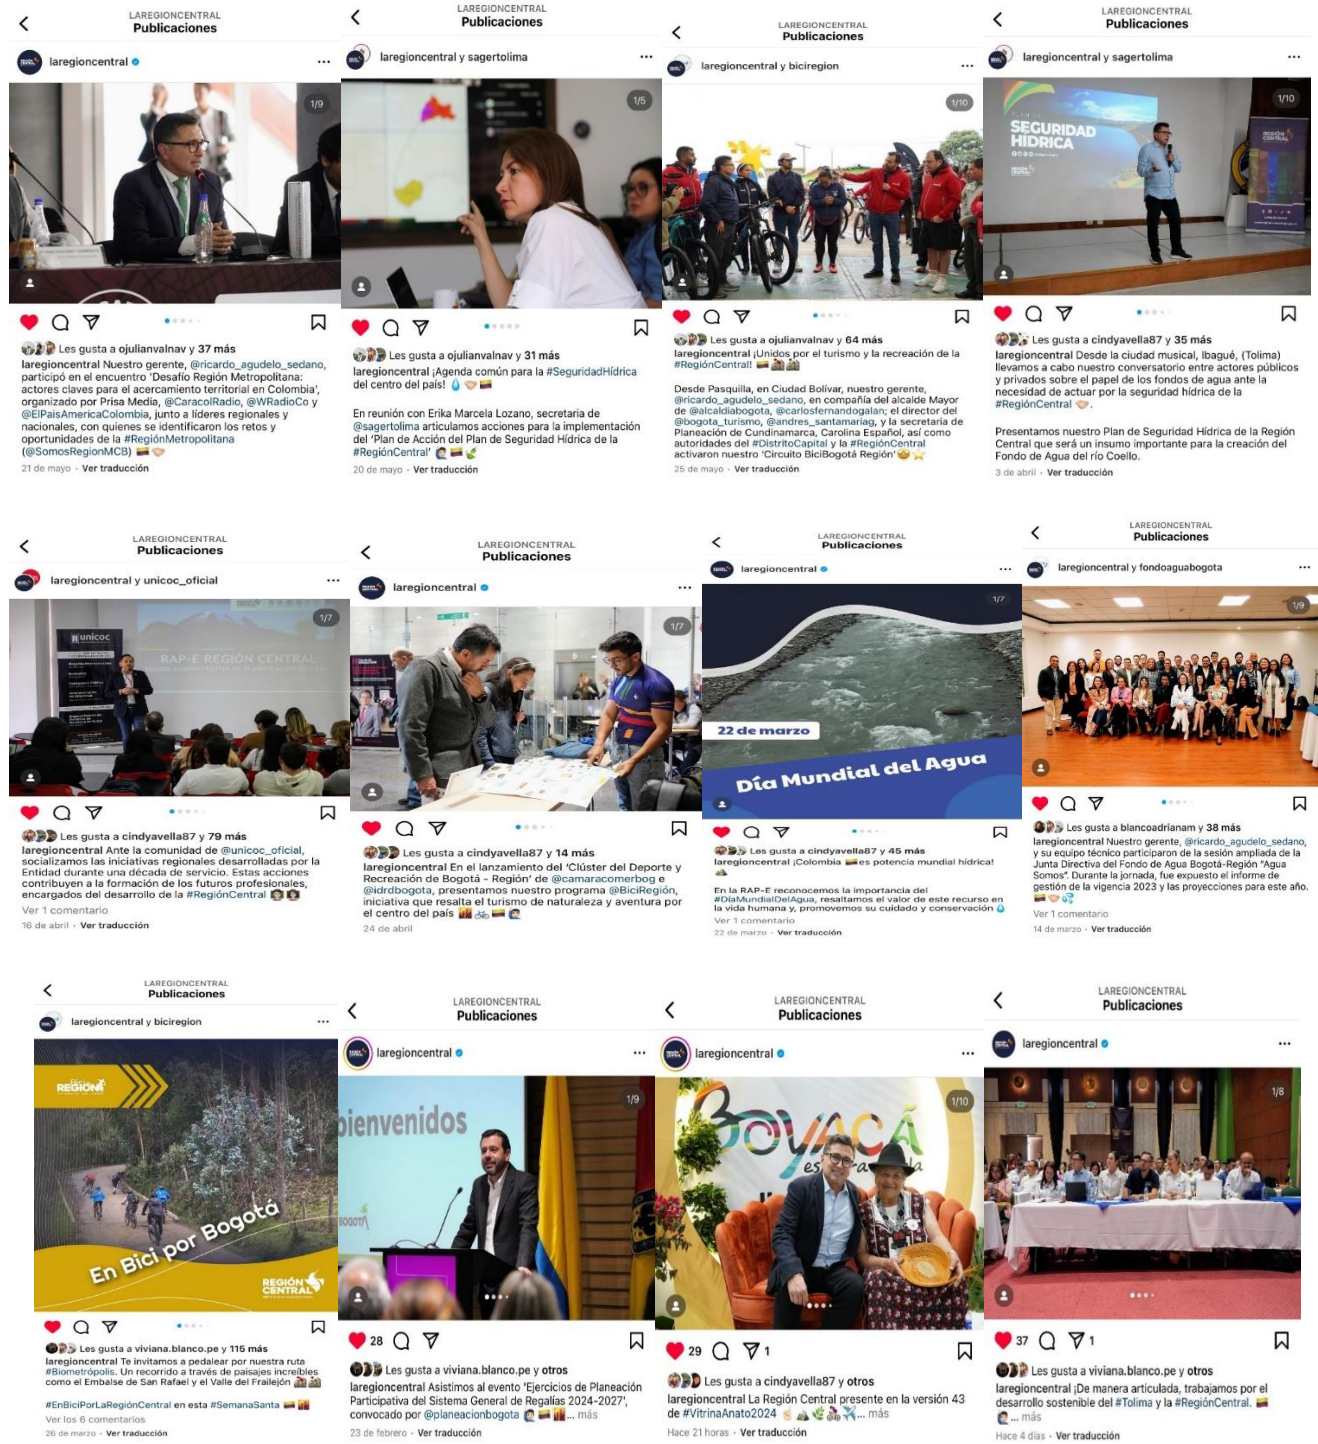 LAREGIONCENTRAL
Publicaciones
laregioncentral
1/9
Les gusta a ojulianvalnav y 37 más
laregioncentral Nuestro gerente, @ricardo_agudelo_sedano,
participó en el encuentro 'Desafío Región Metropolitana:
actores claves para el acercamiento territorial en Colombia',
organizado por Prisa Media, @CaracolRadio, @WRadioCo y
@ElPaisAmericaColombia, junto a líderes regionales y
nacionales, con quienes se identificaron los retos y
oportunidades de la #RegiónMetropolitana
(@SomosRegionMCB)
21 de mayo · Ver traducción
LAREGIONCENTRAL
Publicaciones
laregioncentral y sagertolima
1/5
Les gusta a ojulianvalnav y 31 más
laregioncentral ¡Agenda común para la #SeguridadHídrica
del centro del país!
En reunión con Erika Marcela Lozano, secretaria de
@sagertolima articulamos acciones para la implementación
del 'Plan de Acción del Plan de Seguridad Hídrica de la
#RegiónCentral'
20 de mayo · Ver traducción
LAREGIONCENTRAL
Publicaciones
laregioncentral y biciregion
1/10
Les gusta a ojulianvalnav y 64 más
laregioncentral ¡Unidos por el turismo y la recreación de la
#RegiónCentral!
Desde Pasquilla, en Ciudad Bolívar, nuestro gerente,
@ricardo_agudelo_sedano, en compañía del alcalde Mayor
de @alcaldiabogota, @carlosfernandogalan; el director del
@bogota_turismo, @andres_santamariag, y la secretaria de
Planeación de Cundinamarca, Carolina Español, así como
autoridades del #DistritoCapital y la #RegiónCentral
activaron nuestro 'Circuito BiciBogotá Región'
25 de mayo · Ver traducción
LAREGIONCENTRAL
Publicaciones
laregioncentral y sagertolima
1/10
SEGURIDAD
HÍDRICA
REGIÓN
CENTRAL
Les gusta a cindyavella87 y 35 más
laregioncentral Desde la ciudad musical, Ibagué, (Tolima)
llevamos a cabo nuestro conversatorio entre actores públicos
y privados sobre el papel de los fondos de agua ante la
necesidad de actuar por la seguridad hídrica de la
#RegiónCentral
Presentamos nuestro Plan de Seguridad Hídrica de la Región
Central que será un insumo importante para la creación del
Fondo de Agua del río Coello.
3 de abril · Ver traducción
LAREGIONCENTRAL
Publicaciones
laregioncentral y unicoc_oficial
1/7
unicoc
RAP-E REGIÓN CENTRAL
Les gusta a cindyavella87 y 79 más
laregioncentral Ante la comunidad de @unicoc_oficial,
socializamos las iniciativas regionales desarrolladas por la
Entidad durante una década de servicio. Estas acciones
contribuyen a la formación de los futuros profesionales,
encargados del desarrollo de la #RegiónCentral
Ver 1 comentario
16 de abril · Ver traducción
LAREGIONCENTRAL
Publicaciones
laregioncentral
1/7
Les gusta a cindyavella87 y 14 más
laregioncentral En el lanzamiento del 'Clúster del Deporte y
Recreación de Bogotá - Región' de @camaracomerbog e
@idrdbogota, presentamos nuestro programa @BiciRegión,
iniciativa que resalta el turismo de naturaleza y aventura por
el centro del país
24 de abril
LAREGIONCENTRAL
Publicaciones
laregioncentral
1/7
22 de marzo
Día Mundial del Agua
Les gusta a cindyavella87 y 45 más
laregioncentral ¡Colombia es potencia mundial hídrica!
En la RAP-E reconocemos la importancia del
#DíaMundialDelAgua, resaltamos el valor de este recurso en
la vida humana y, promovemos su cuidado y conservación
Ver 1 comentario
22 de marzo · Ver traducción
LAREGIONCENTRAL
Publicaciones
laregioncentral y fondoaguabogota
1/9
Les gusta a blancoadrianam y 38 más
laregioncentral Nuestro gerente, @ricardo_agudelo_sedano,
y su equipo técnico participaron de la sesión ampliada de la
Junta Directiva del Fondo de Agua Bogotá-Región "Agua
Somos". Durante la jornada, fue expuesto el informe de
gestión de la vigencia 2023 y las proyecciones para este año.
Ver 1 comentario
14 de marzo · Ver traducción
LAREGIONCENTRAL
Publicaciones
laregioncentral y biciregion
REGIÓN
En Bici por Bogotá
REGIÓN
CENTRAL
Les gusta a viviana.blanco.pe y 115 más
laregioncentral Te invitamos a pedalear por nuestra ruta
#Biometrópolis. Un recorrido a través de paisajes increíbles
como el Embalse de San Rafael y el Valle del Frailejón
#EnBiciPorLaRegiónCentral en esta #SemanaSanta
Ver los 6 comentarios
26 de marzo · Ver traducción
LAREGIONCENTRAL
Publicaciones
laregioncentral
1/9
bienvenidos
BOGOTÁ
28
Les gusta a viviana.blanco.pe y otros
laregioncentral Asistimos al evento 'Ejercicios de Planeación
Participativa del Sistema General de Regalías 2024-2027',
convocado por @planeacionbogota ... más
23 de febrero · Ver traducción
LAREGIONCENTRAL
Publicaciones
laregioncentral
1/10
BOYACÁ
29
1
Les gusta a cindyavella87 y otros
laregioncentral La Región Central presente en la versión 43
de #VitrinaAnato2024 ... más
Hace 21 horas · Ver traducción
LAREGIONCENTRAL
Publicaciones
laregioncentral
1/8
37
1
Les gusta a viviana.blanco.pe y otros
laregioncentral ¡De manera articulada, trabajamos por el
desarrollo sostenible del #Tolima y la #RegiónCentral.
... más
Hace 4 días · Ver traducción